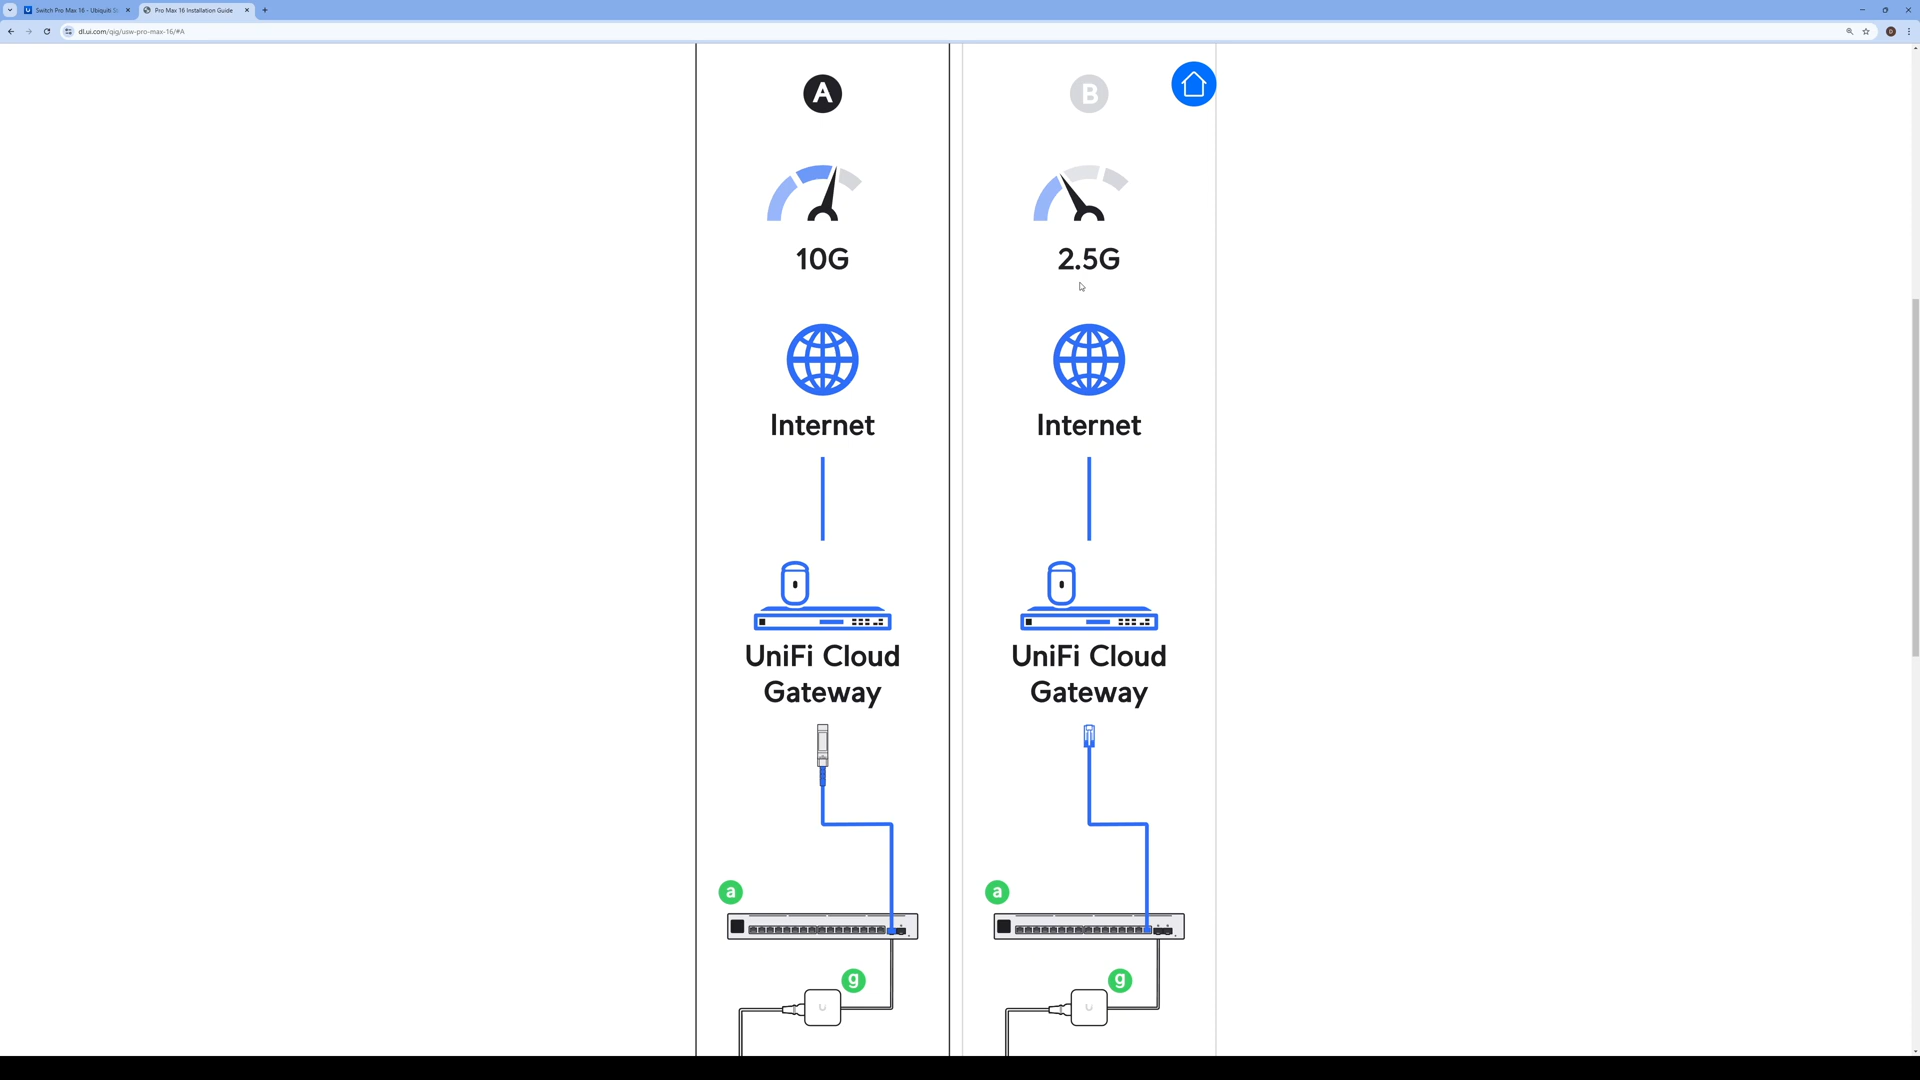 Switch Pro Max 16 - Ubiquiti
Pro Max 16 Installation Guide
dl.ui.com/qig/usw-pro-max-16/#A
A
B
10G
2.5G
Internet
Internet
UniFi Cloud
Gateway
UniFi Cloud
Gateway
a
a
g
g